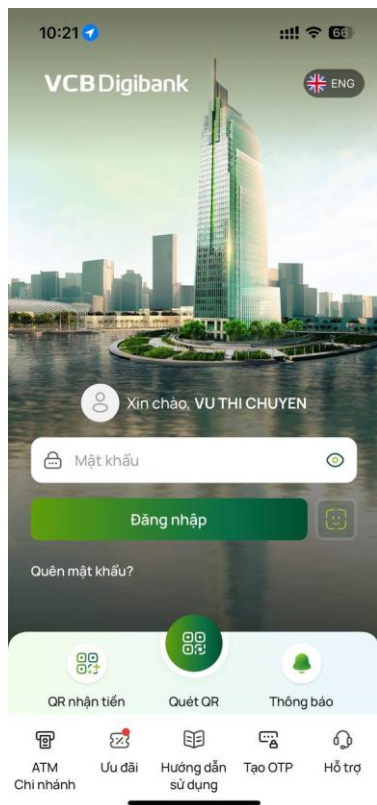 10:21
66
VCB Digibank
ENG
Xin chào, VU THI CHUYEN
Mật khẩu
Đăng nhập
Quên mật khẩu?
QR nhận tiền
Quét QR
Thông báo
ATM
Chi nhánh
Ưu đãi
Hướng dẫn
sử dụng
Tạo OTP
Hỗ trợ